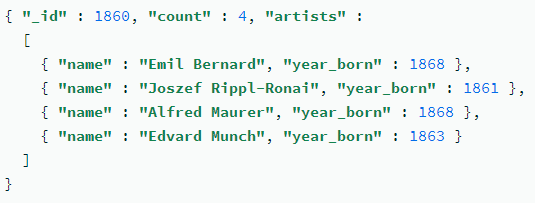 { "_id" : 1860, "count" : 4, "artists" :
  [
    { "name" : "Emil Bernard", "year_born" : 1868 },
    { "name" : "Joszef Rippl-Ronai", "year_born" : 1861 },
    { "name" : "Alfred Maurer", "year_born" : 1868 },
    { "name" : "Edvard Munch", "year_born" : 1863 }
  ]
}